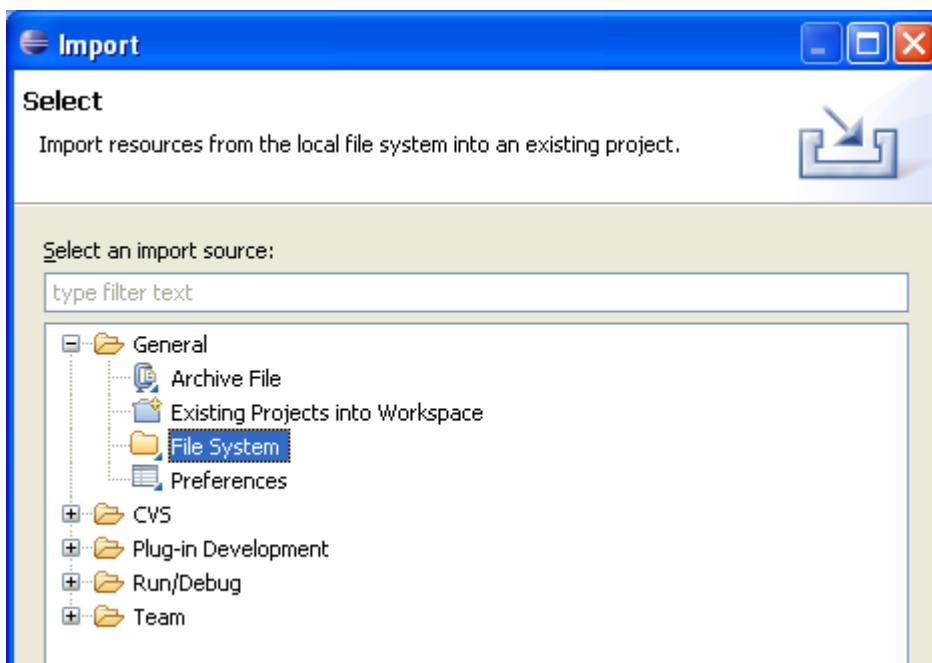 Import
Select
Import resources from the local file system into an existing project.
Select an import source:
type filter text
General
Archive File
Existing Projects into Workspace
File System
Preferences
CVS
Plug-in Development
Run/Debug
Team